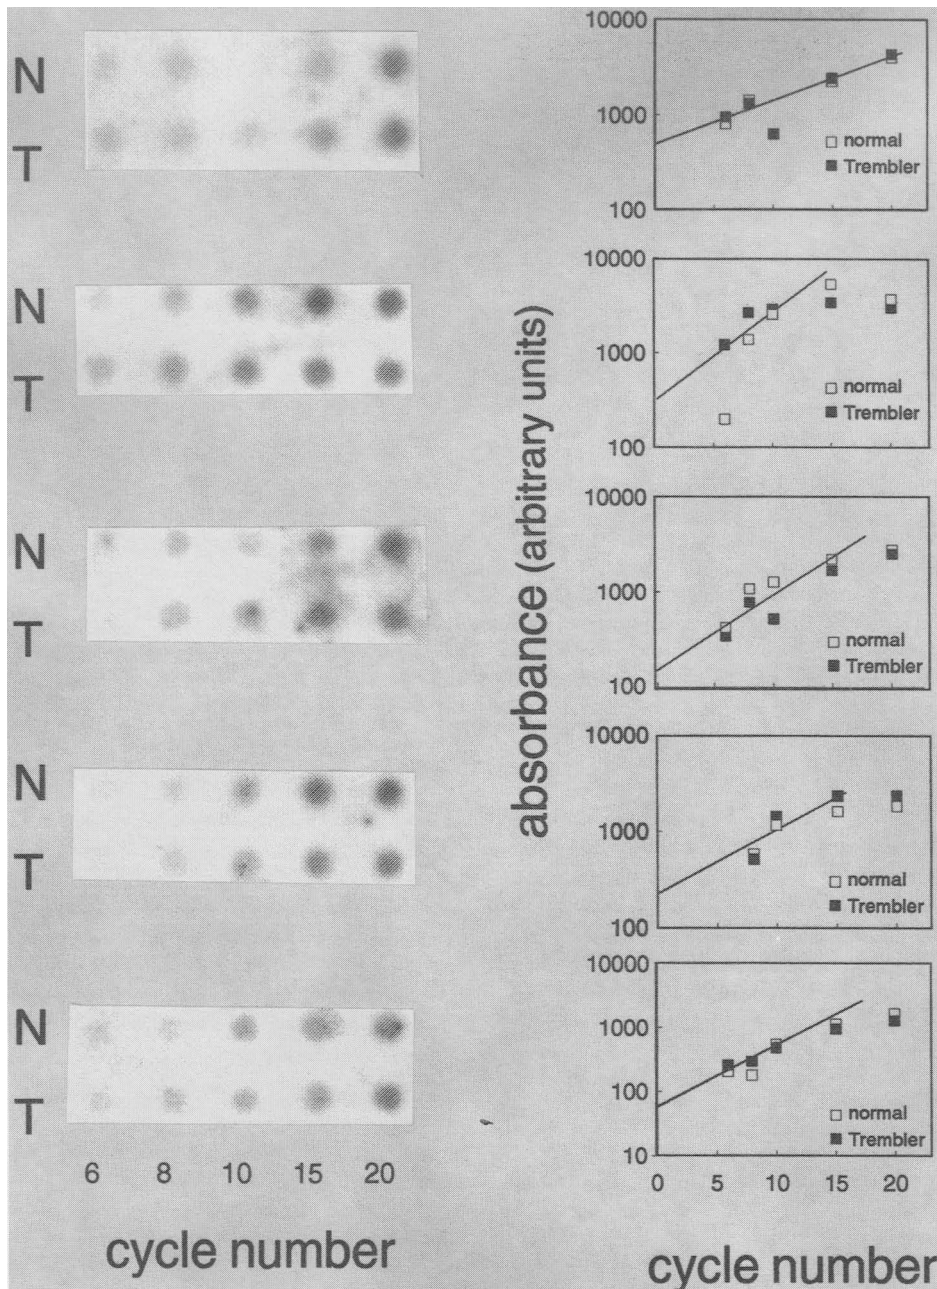 N
T
N
T
N
T
N
T
N
T
6 8 10 15 20
cycle number
absorbance (arbitrary units)
10000
1000
100
normal
Trembler
10000
1000
100
normal
Trembler
10000
1000
100
normal
Trembler
10000
1000
100
normal
Trembler
10000
1000
100
10
normal
Trembler
0 5 10 15 20
cycle number